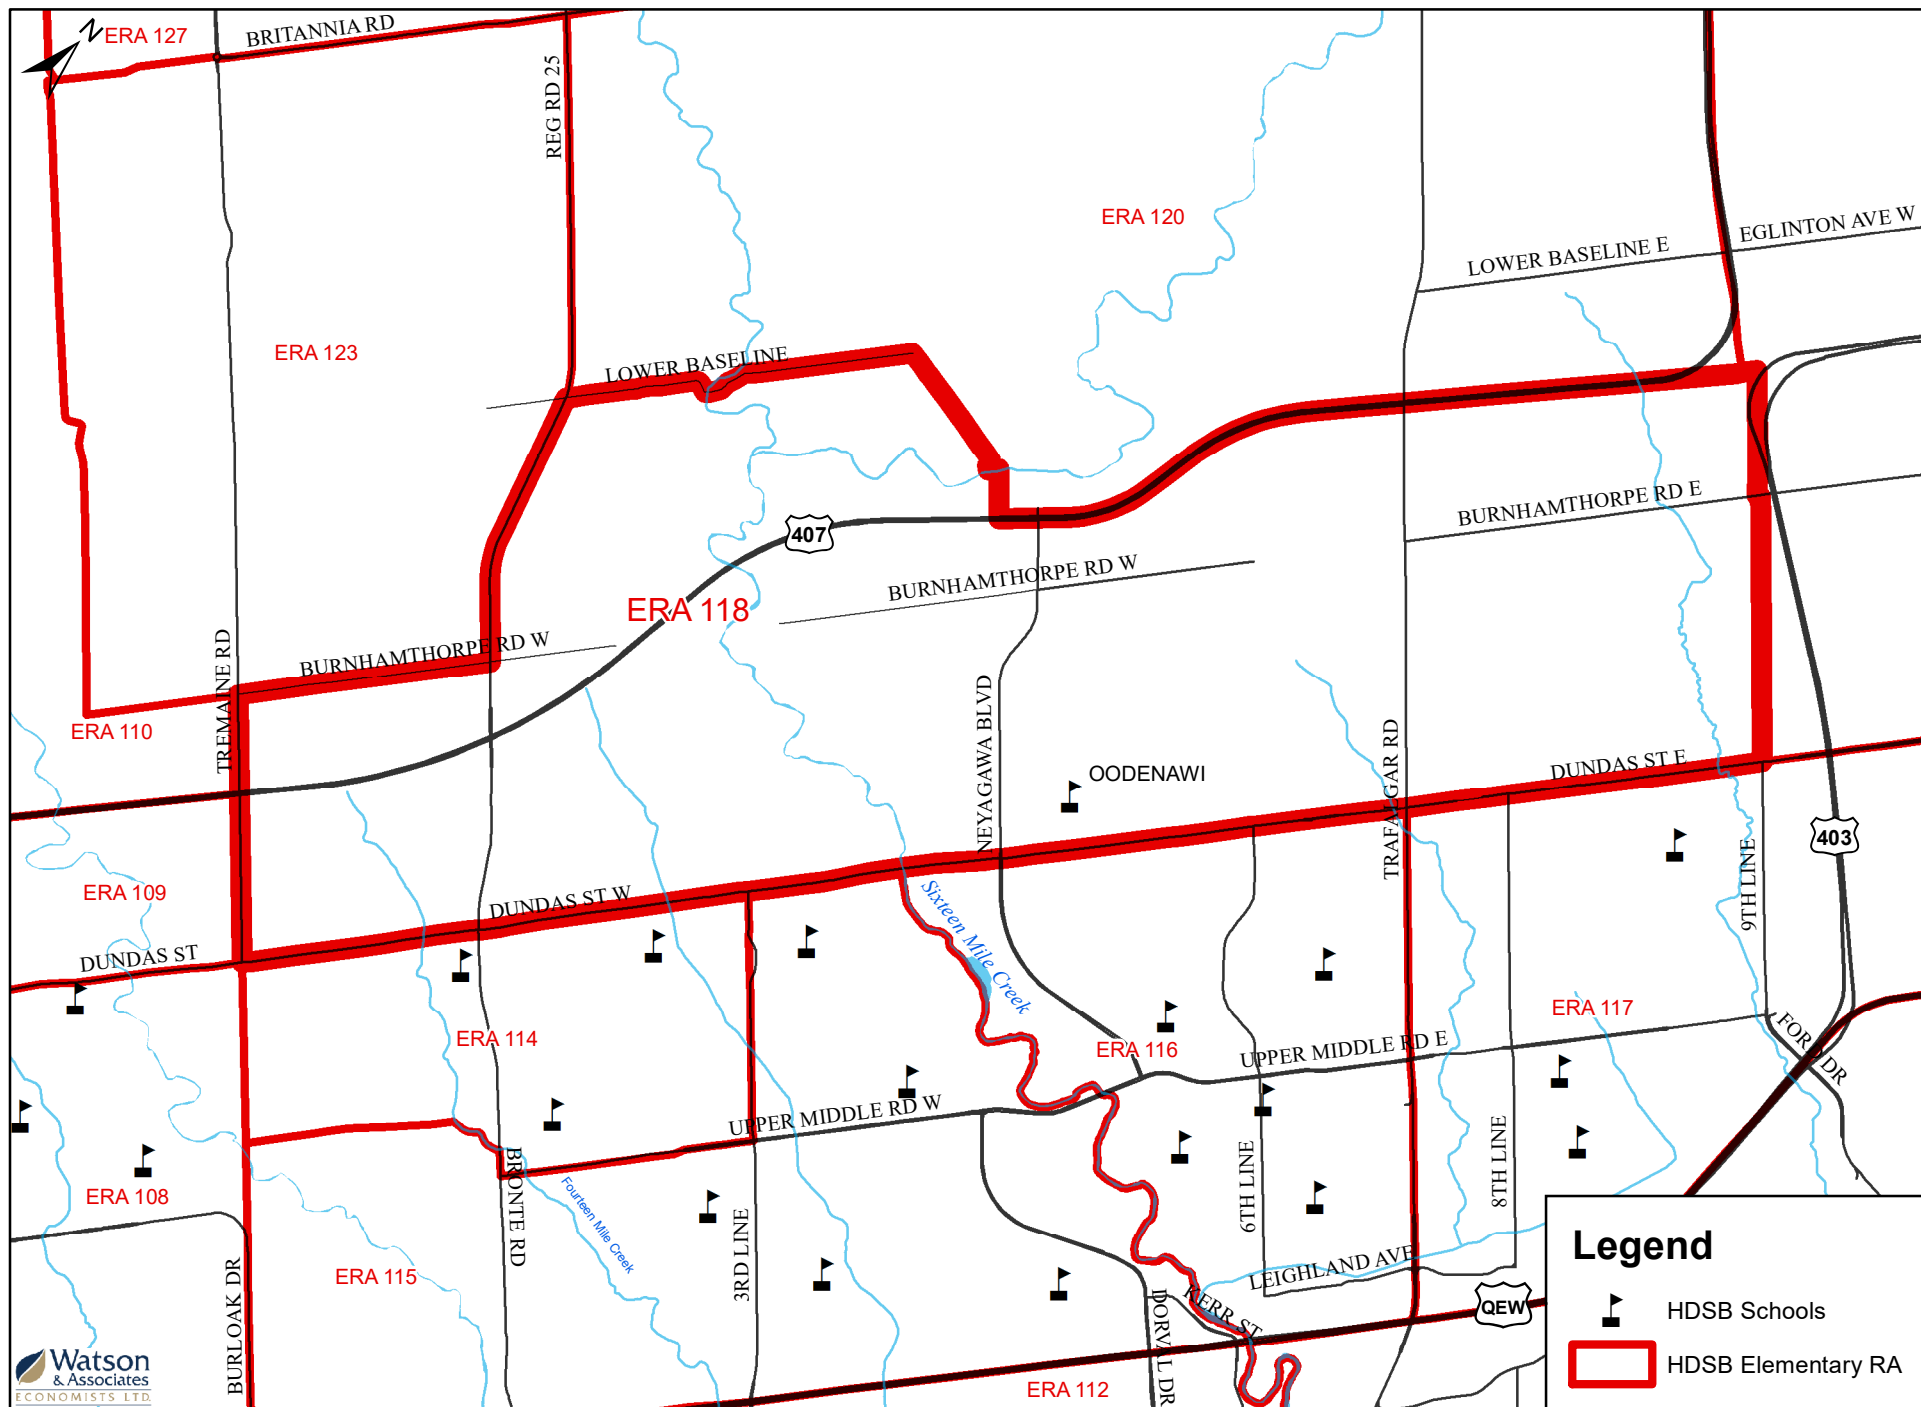 N
ERA 127
BRITANNIA RD
REG RD 25
ERA 120
EGLINTON AVE W
LOWER BASELINE E
ERA 123
LOWER BASELINE
BURNHAMTHORPE RD E
407
BURNHAMTHORPE RD W
ERA 118
BURNHAMTHORPE RD W
TREMAINE RD
ERA 110
NEYAGAWA BLVD
TRAFALGAR RD
OODENAWI
DUNDAS ST E
403
9TH LINE
ERA 109
DUNDAS ST W
Sixteen Mile Creek
DUNDAS ST
ERA 117
FORD DR
ERA 114
ERA 116
UPPER MIDDLE RD E
UPPER MIDDLE RD W
8TH LINE
6TH LINE
BRONTE RD
ERA 108
Fourteen Mile Creek
3RD LINE
ERA 115
LEIGHLAND AVE
BURLOAK DR
KERR ST
DORVAL DR
QEW
ERA 112
Legend
HDSB Schools
HDSB Elementary RA
Watson
& Associates
ECONOMISTS LTD.